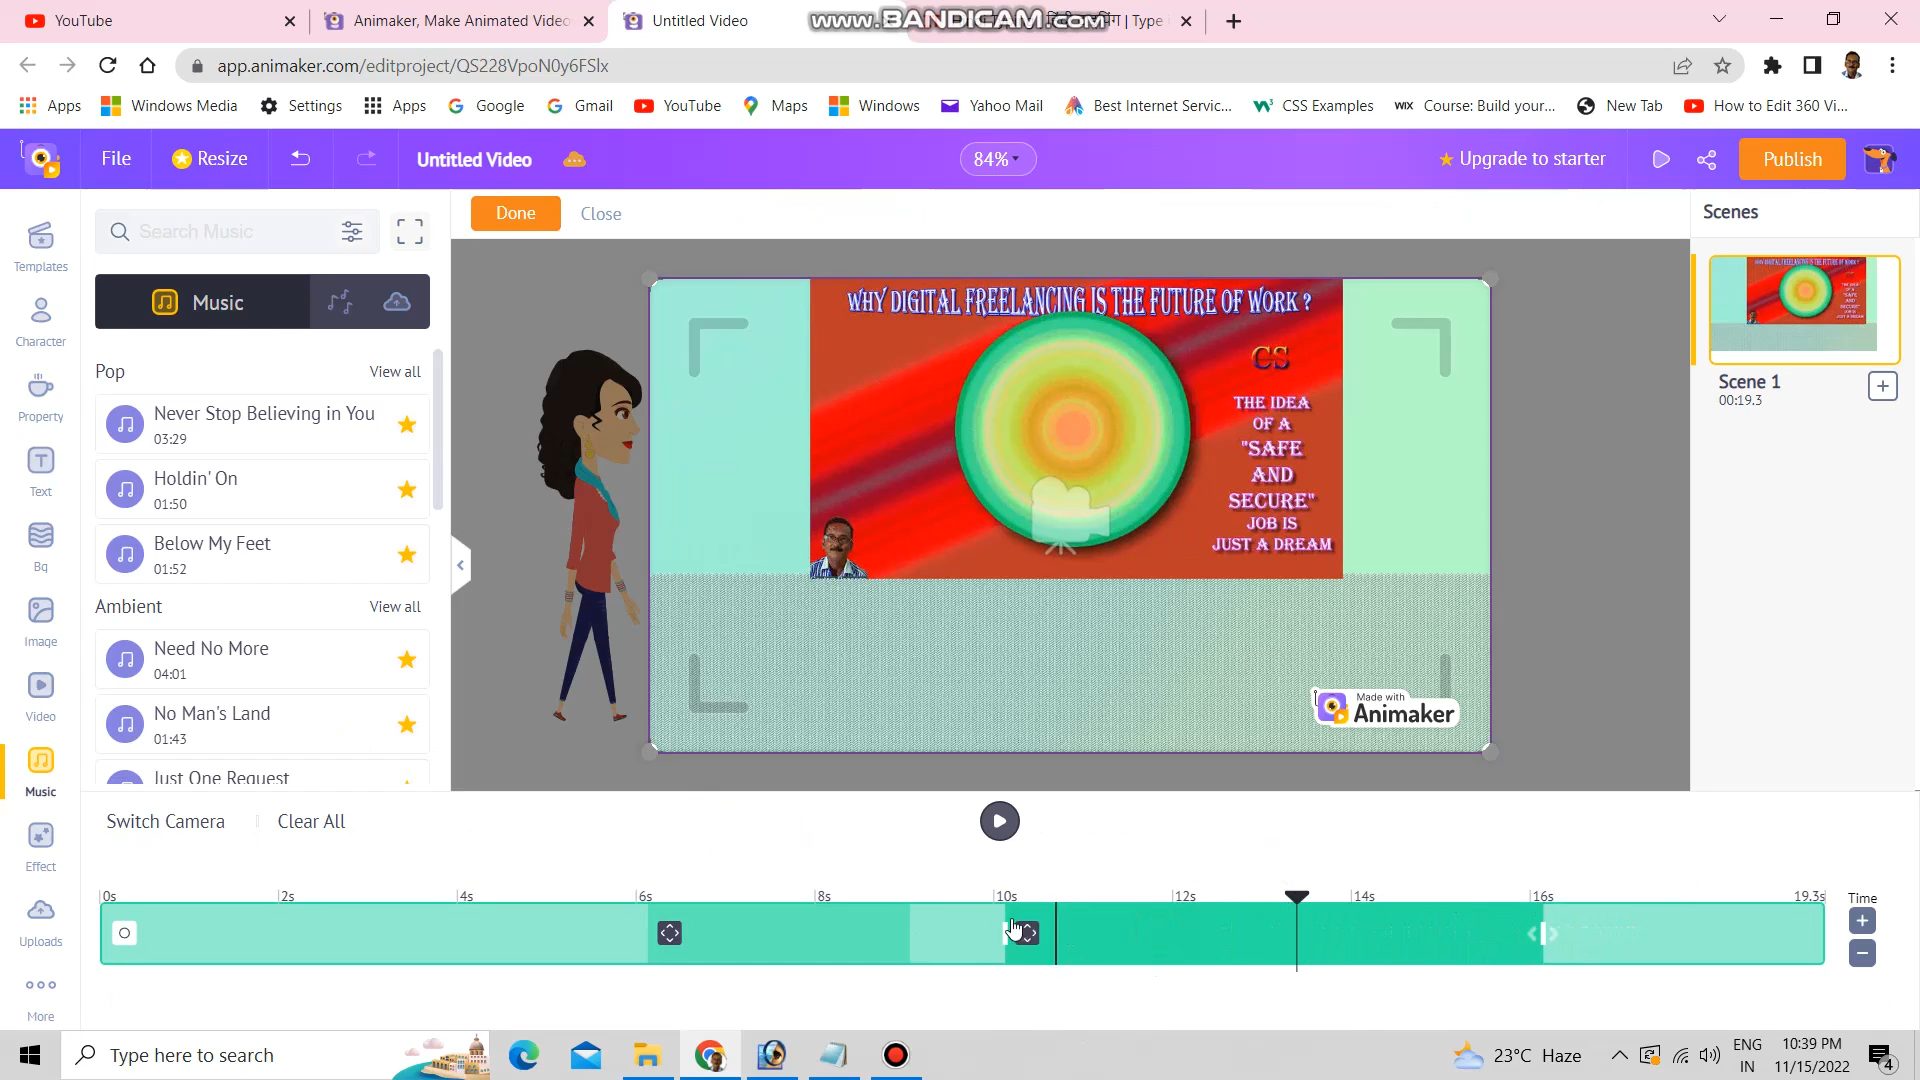 YouTube
Animaker, Make Animated Video
Untitled Video
www.BANDICAM.com
| Type
app.animaker.com/editproject/QS228VpoN0y6FSlx
Apps
Windows Media
Settings
Apps
Google
Gmail
YouTube
Maps
Windows
Yahoo Mail
Best Internet Servic...
CSS Examples
WIX Course: Build your...
New Tab
How to Edit 360 Vi...
File
Resize
Untitled Video
84%
Upgrade to starter
Publish
Templates
Character
Property
Text
Bg
Image
Video
Music
Effect
Uploads
More
Search Music
Music
Pop
View all
Never Stop Believing in You
03:29
Holdin' On
01:50
Below My Feet
01:52
Ambient
View all
Need No More
04:01
No Man's Land
01:43
Just One Request
Done
Close
WHY DIGITAL FREELANCING IS THE FUTURE OF WORK ?
CS
THE IDEA
OF A
"SAFE
AND
SECURE"
JOB IS
JUST A DREAM
Made with
Animaker
Scenes
Scene 1
00:19.3
Switch Camera
Clear All
0s
2s
4s
6s
8s
10s
12s
14s
16s
19.3s
Time
Type here to search
23°C Haze
ENG
IN
10:39 PM
11/15/2022
4